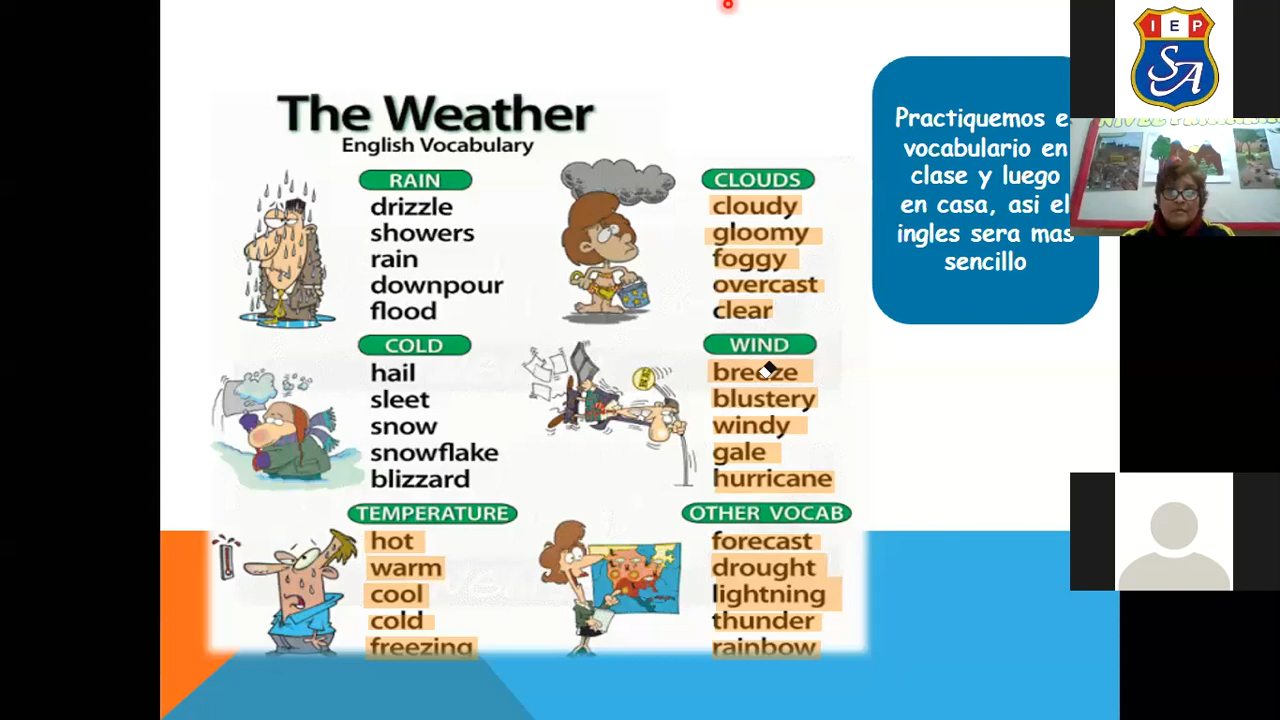 The Weather
English Vocabulary
RAIN
drizzle
showers
rain
downpour
flood
CLOUDS
cloudy
gloomy
foggy
overcast
clear
COLD
hail
sleet
snow
snowflake
blizzard
WIND
breeze
blustery
windy
gale
hurricane
TEMPERATURE
hot
warm
cool
cold
freezing
OTHER VOCAB
forecast
drought
lightning
thunder
rainbow
Practiquemos e
vocabulario en
clase y luego
en casa, asi el
ingles sera mas
sencillo
I E P
SA
NIVEL